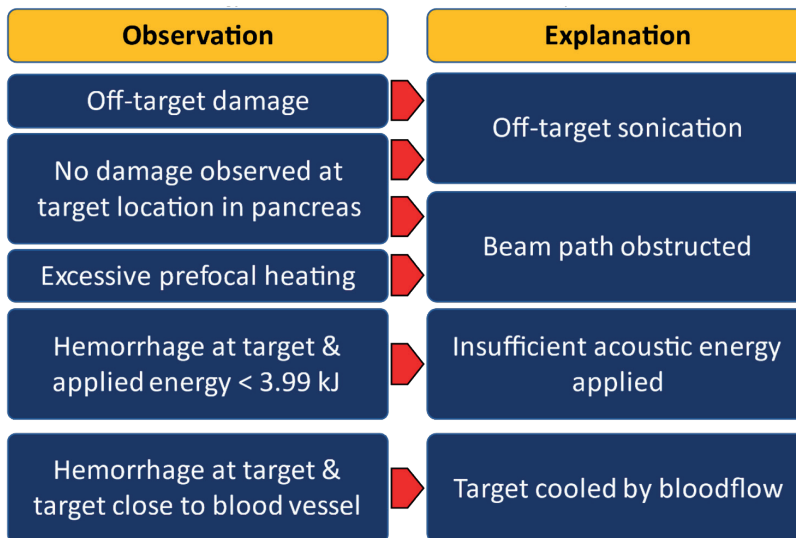 Observation
Explanation
Off-target damage
Off-target sonication
No damage observed at
target location in pancreas
Beam path obstructed
Excessive prefocal heating
Hemorrhage at target &
applied energy < 3.99 kJ
Insufficient acoustic energy
applied
Hemorrhage at target &
target close to blood vessel
Target cooled by bloodflow